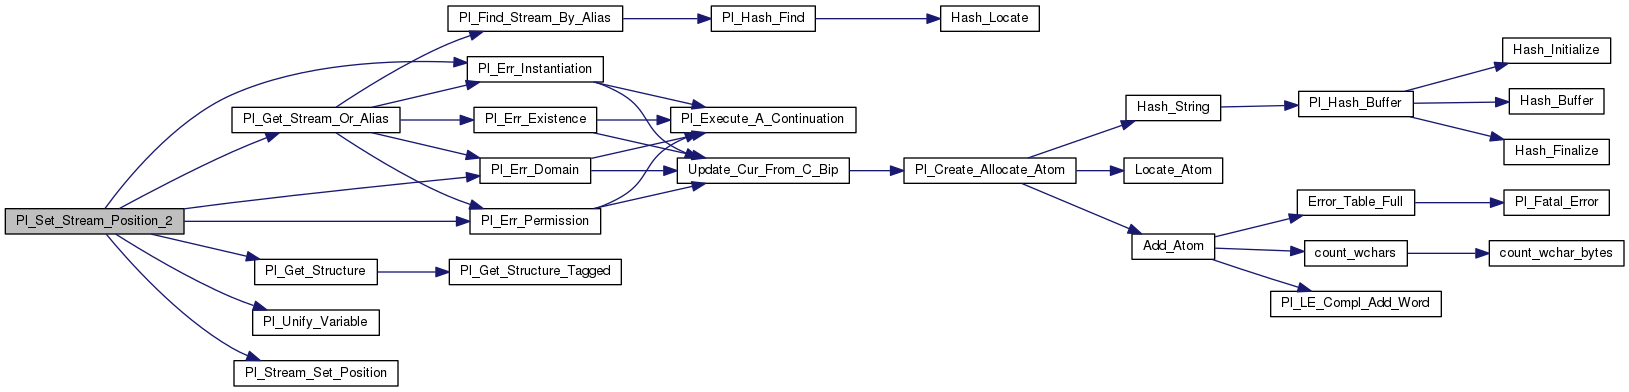 Pl_Set_Stream_Position_2
Pl_Get_Stream_Or_Alias
Pl_Find_Stream_By_Alias
Pl_Hash_Find
Hash_Locate
Pl_Err_Instantiation
Pl_Err_Existence
Pl_Err_Domain
Pl_Err_Permission
Pl_Execute_A_Continuation
Update_Cur_From_C_Bip
Pl_Create_Allocate_Atom
Hash_String
Pl_Hash_Buffer
Hash_Initialize
Hash_Buffer
Hash_Finalize
Locate_Atom
Add_Atom
Error_Table_Full
Pl_Fatal_Error
count_wchars
count_wchar_bytes
Pl_LE_Compl_Add_Word
Pl_Get_Structure
Pl_Get_Structure_Tagged
Pl_Unify_Variable
Pl_Stream_Set_Position